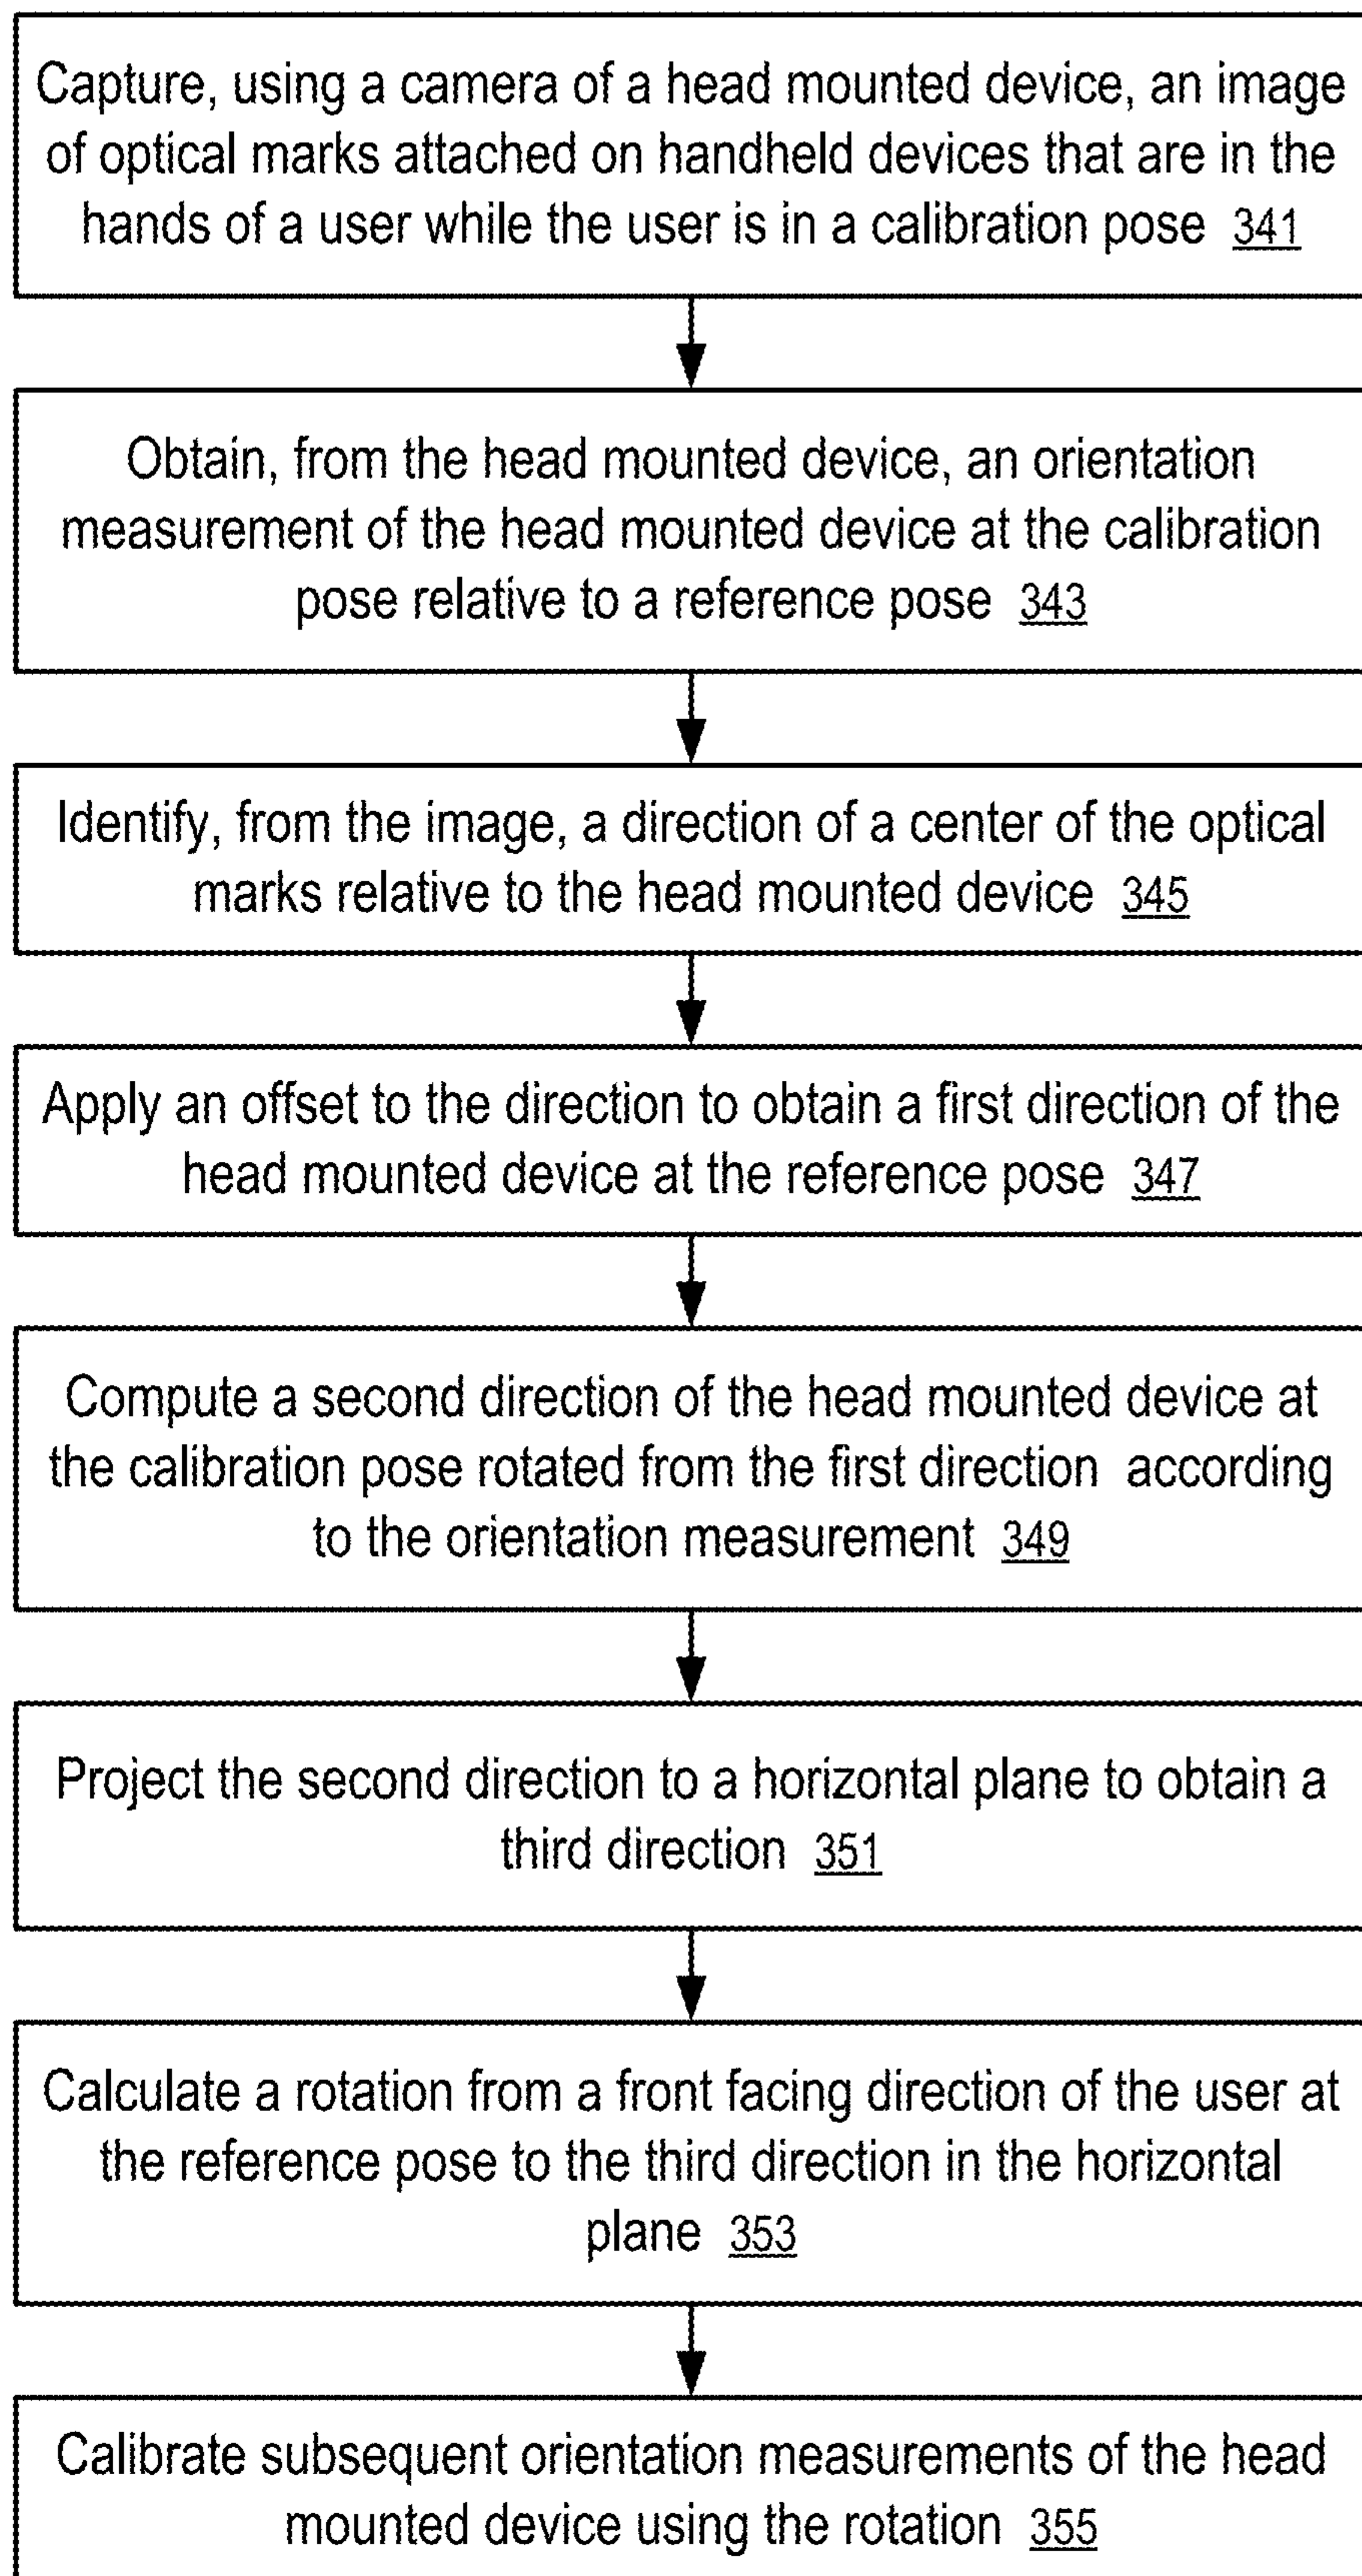 Capture, using a camera of a head mounted device, an image
of optical marks attached on handheld devices that are in the
hands of a user while the user is in a calibration pose 341
Obtain, from the head mounted device, an orientation
measurement of the head mounted device at the calibration
pose relative to a reference pose 343
Identify, from the image, a direction of a center of the optical
marks relative to the head mounted device 345
Apply an offset to the direction to obtain a first direction of the
head mounted device at the reference pose 347
Compute a second direction of the head mounted device at
the calibration pose rotated from the first direction according
to the orientation measurement 349
Project the second direction to a horizontal plane to obtain a
third direction 351
Calculate a rotation from a front facing direction of the user at
the reference pose to the third direction in the horizontal
plane 353
Calibrate subsequent orientation measurements of the head
mounted device using the rotation 355